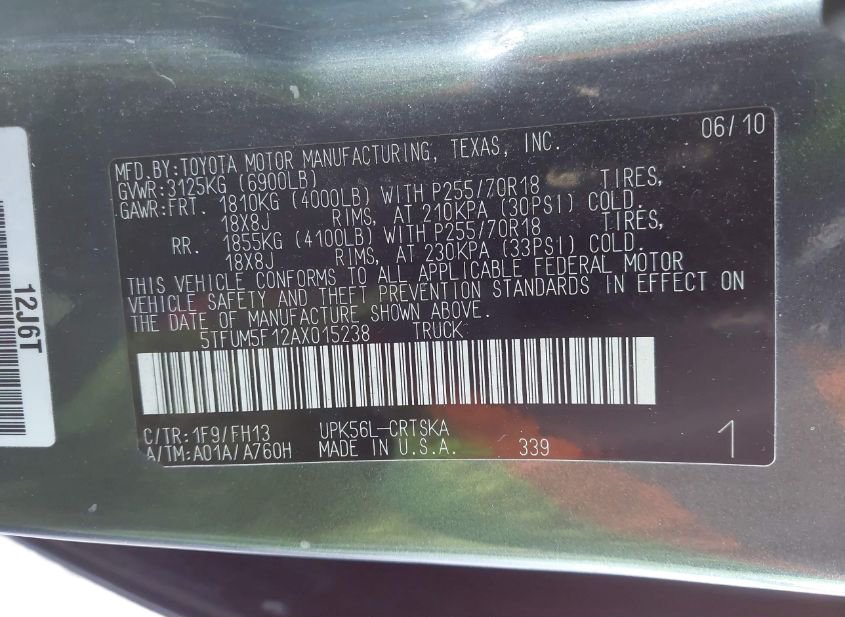 06/10
MFD.BY:TOYOTA MOTOR MANUFACTURING, TEXAS, INC.
GVWR:3125KG (6900LB)
GAWR:FRT. 1810KG (4000LB) WITH P255/70R18 TIRES,
18X8J RIMS, AT 210KPA (30PSI) COLD.
RR. 1855KG (4100LB) WITH P255/70R18 TIRES,
18X8J RIMS, AT 230KPA (33PSI) COLD.
THIS VEHICLE CONFORMS TO ALL APPLICABLE FEDERAL MOTOR
VEHICLE SAFETY AND THEFT PREVENTION STANDARDS IN EFFECT ON
THE DATE OF MANUFACTURE SHOWN ABOVE.
5TFUM5F12AX015238 TRUCK
C/TR:1F9/FH13 UPK56L-CRTSKA
A/TM:A01A/A760H MADE IN U.S.A. 339 1
12J6T